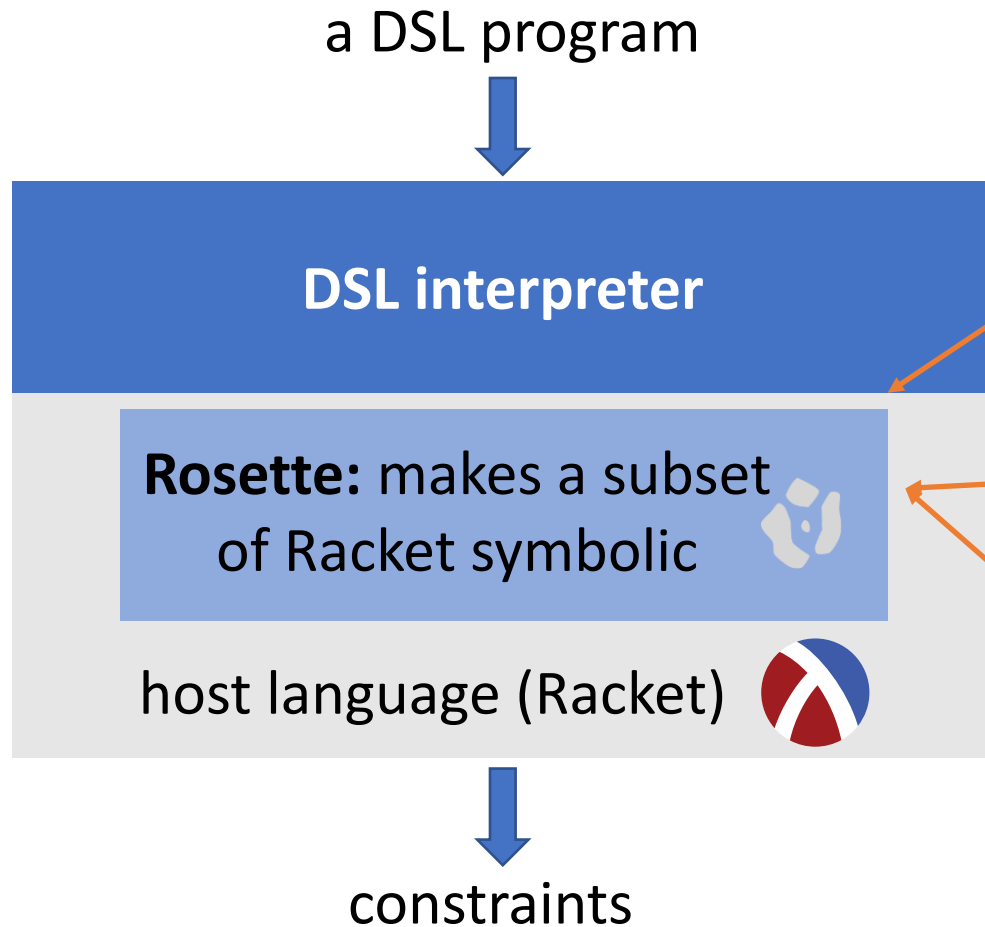 a DSL program
DSL interpreter
Rosette: makes a subset
of Racket symbolic
host language (Racket)
constraints